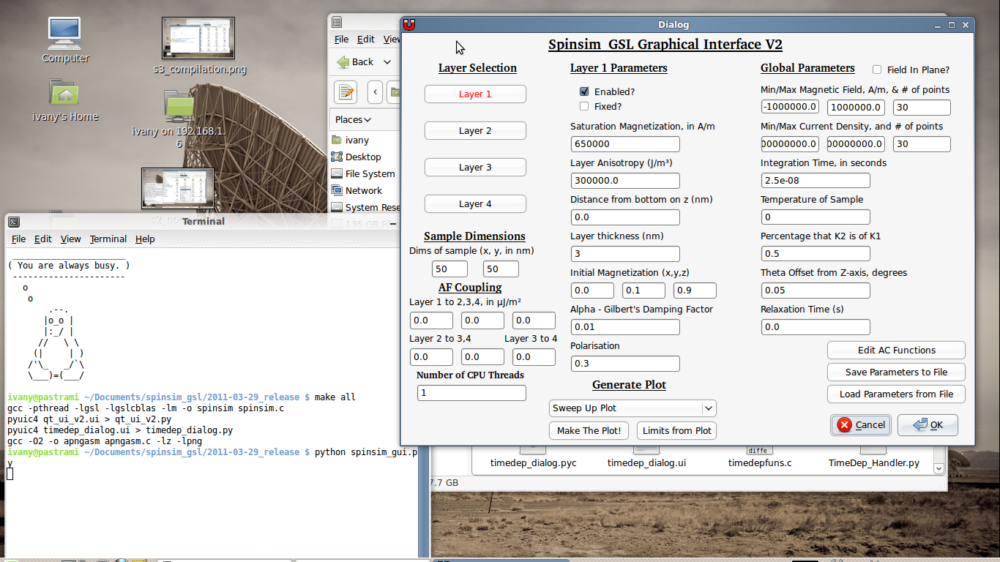 Computer
s3_compilation.png
ivany's Home
ivany on 192.168.1.
6
File Edit View
Back
Places
ivany
Desktop
File System
Network
System Rese
Terminal
File Edit View Terminal Help
( You are always busy. )
ivany@pastrami ~/Documents/spinsim_gsl/2011-03-29_release $ make all
gcc -pthread -lgsl -lgslcblas -lm -o spinsim spinsim.c
pyuic4 qt_ui_v2.ui > qt_ui_v2.py
pyuic4 timedep_dialog.ui > timedep_dialog.py
gcc -O2 -o apngasm apngasm.c -lz -lpng
ivany@pastrami ~/Documents/spinsim_gsl/2011-03-29_release $ python spinsim_gui.p
y
Dialog
Spinsim GSL Graphical Interface V2
Layer Selection
Layer 1
Layer 2
Layer 3
Layer 4
Sample Dimensions
Dims of sample (x, y, in nm)
50 50
AF Coupling
Layer 1 to 2,3,4, in µJ/m²
0.0 0.0 0.0
Layer 2 to 3,4 Layer 3 to 4
0.0 0.0 0.0
Number of CPU Threads
1
Layer 1 Parameters
Enabled?
Fixed?
Saturation Magnetization, in A/m
650000
Layer Anisotropy (J/m³)
300000.0
Distance from bottom on z (nm)
0.0
Layer thickness (nm)
3
Initial Magnetization (x,y,z)
0.0 0.1 0.9
Alpha - Gilbert's Damping Factor
0.01
Polarisation
0.3
Generate Plot
Sweep Up Plot
Make The Plot! Limits from Plot
Global Parameters Field In Plane?
Min/Max Magnetic Field, A/m, & # of points
-1000000.0 1000000.0 30
Min/Max Current Density, and # of points
00000000.0 00000000.0 30
Integration Time, in seconds
2.5e-08
Temperature of Sample
0
Percentage that K2 is of K1
0.5
Theta Offset from Z-axis, degrees
0.05
Relaxation Time (s)
0.0
Edit AC Functions
Save Parameters to File
Load Parameters from File
Cancel OK
diffe
timedep_dialog.pyc timedep_dialog.ui timedepfuns.c TimeDep_Handler.py
7.7 GB